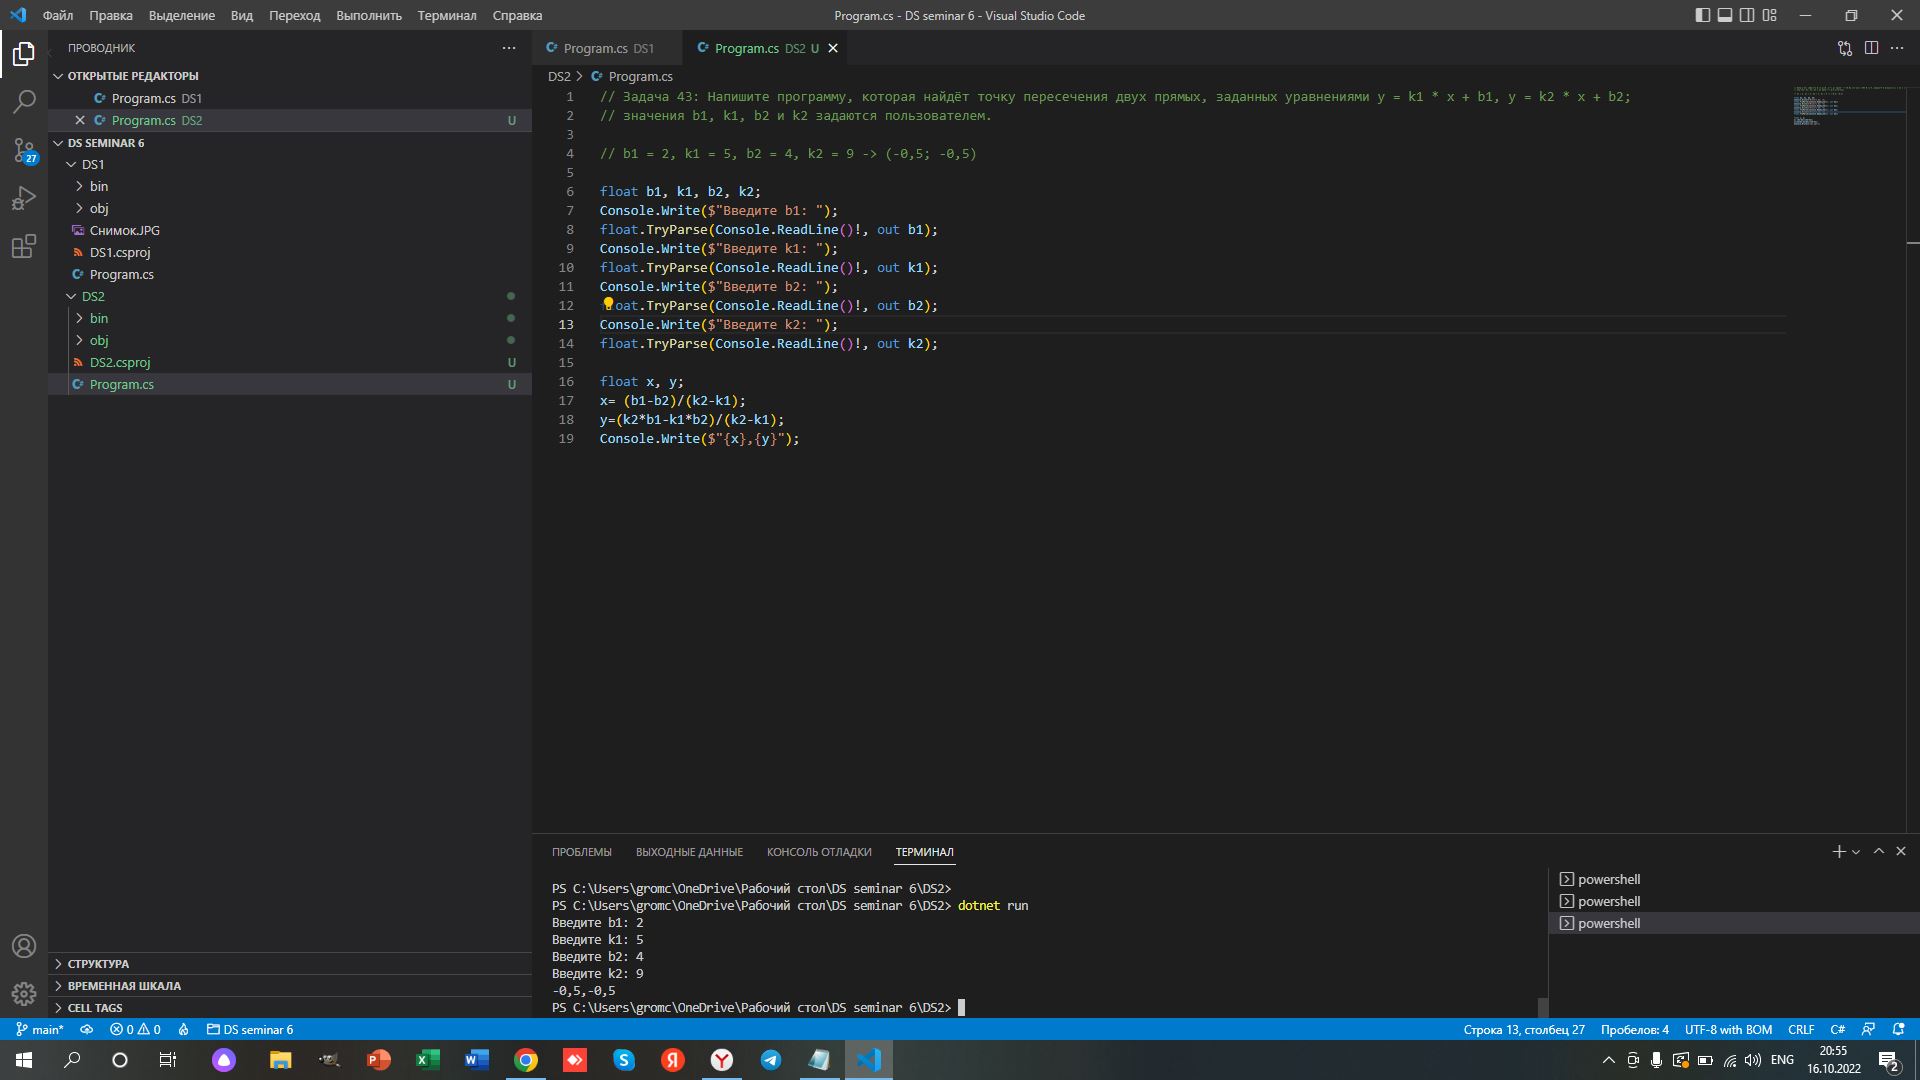 Файл Правка Выделение Вид Переход Выполнить Терминал Справка
Program.cs - DS seminar 6 - Visual Studio Code
ПРОВОДНИК
ОТКРЫТЫЕ РЕДАКТОРЫ
Program.cs DS1
Program.cs DS2 U
DS SEMINAR 6
27
DS1
bin
obj
Снимок.JPG
DS1.csproj
Program.cs
DS2
bin
obj
DS2.csproj U
Program.cs U
СТРУКТУРА
ВРЕМЕННАЯ ШКАЛА
CELL TAGS
Program.cs DS1
Program.cs DS2 U
DS2 > Program.cs
1 // Задача 43: Напишите программу, которая найдёт точку пересечения двух прямых, заданных уравнениями y = k1 * x + b1, y = k2 * x + b2;
2 // значения b1, k1, b2 и k2 задаются пользователем.
3
4 // b1 = 2, k1 = 5, b2 = 4, k2 = 9 -> (-0,5; -0,5)
5
6 float b1, k1, b2, k2;
7 Console.Write($"Введите b1: ");
8 float.TryParse(Console.ReadLine()!, out b1);
9 Console.Write($"Введите k1: ");
10 float.TryParse(Console.ReadLine()!, out k1);
11 Console.Write($"Введите b2: ");
12 float.TryParse(Console.ReadLine()!, out b2);
13 Console.Write($"Введите k2: ");
14 float.TryParse(Console.ReadLine()!, out k2);
15
16 float x, y;
17 x= (b1-b2)/(k2-k1);
18 y=(k2*b1-k1*b2)/(k2-k1);
19 Console.Write($"{x},{y}");
ПРОБЛЕМЫ ВЫХОДНЫЕ ДАННЫЕ КОНСОЛЬ ОТЛАДКИ ТЕРМИНАЛ
PS C:\Users\gromc\OneDrive\Рабочий стол\DS seminar 6\DS2>
PS C:\Users\gromc\OneDrive\Рабочий стол\DS seminar 6\DS2> dotnet run
Введите b1: 2
Введите k1: 5
Введите b2: 4
Введите k2: 9
-0,5,-0,5
PS C:\Users\gromc\OneDrive\Рабочий стол\DS seminar 6\DS2>
powershell
powershell
powershell
main* 0 0 DS seminar 6
Строка 13, столбец 27 Пробелов: 4 UTF-8 with BOM CRLF C#
ENG
20:55
16.10.2022
2